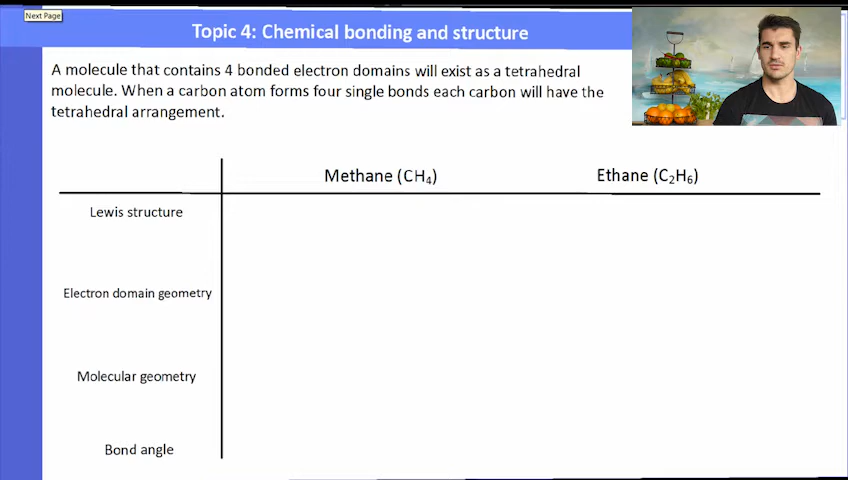 Next Page
Topic 4: Chemical bonding and structure
A molecule that contains 4 bonded electron domains will exist as a tetrahedral
molecule. When a carbon atom forms four single bonds each carbon will have the
tetrahedral arrangement.
Methane (CH₄) Ethane (C₂H₆)
Lewis structure
Electron domain geometry
Molecular geometry
Bond angle